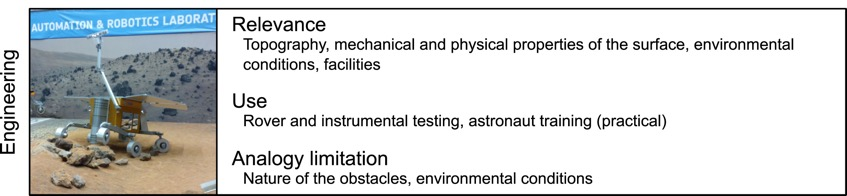 Engineering
AUTOMATION & ROBOTICS LABORAT
Relevance
Topography, mechanical and physical properties of the surface, environmental
conditions, facilities
Use
Rover and instrumental testing, astronaut training (practical)
Analogy limitation
Nature of the obstacles, environmental conditions